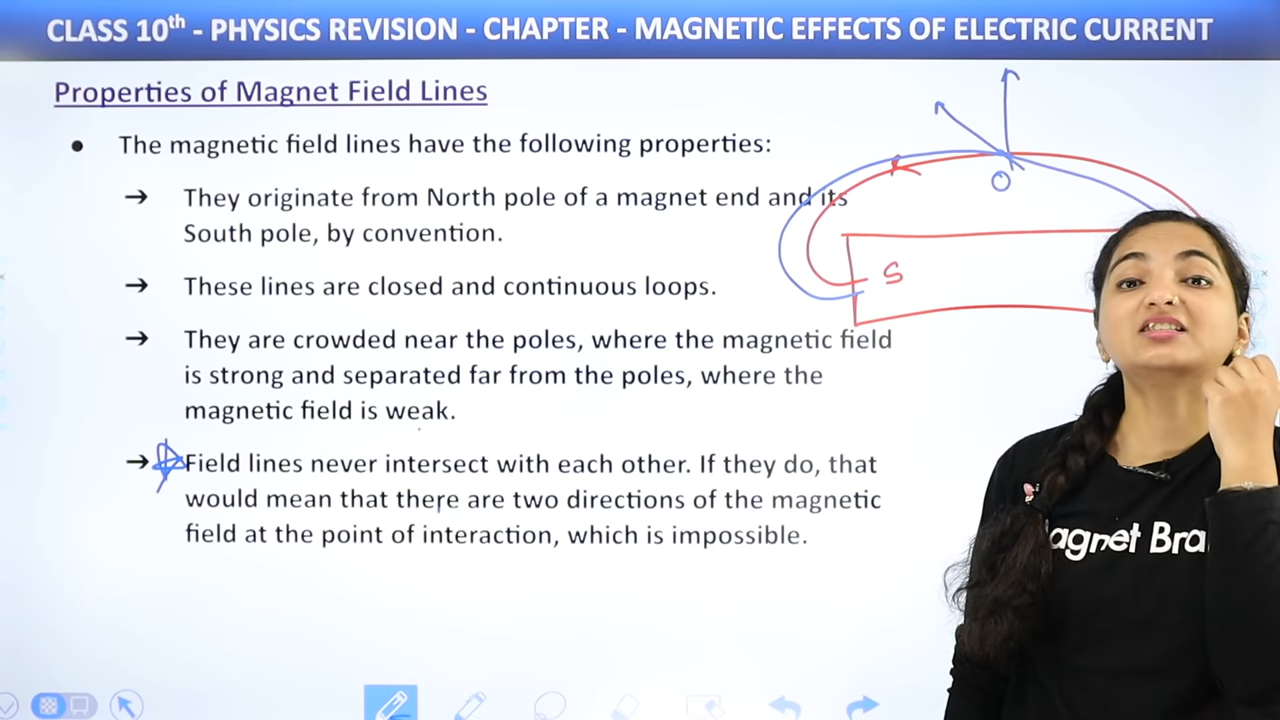 CLASS 10th - PHYSICS REVISION - CHAPTER - MAGNETIC EFFECTS OF ELECTRIC CURRENT
Properties of Magnet Field Lines
● The magnetic field lines have the following properties:
→ They originate from North pole of a magnet end and its
South pole, by convention.
→ These lines are closed and continuous loops.
→ They are crowded near the poles, where the magnetic field
is strong and separated far from the poles, where the
magnetic field is weak.
→ Field lines never intersect with each other. If they do, that
would mean that there are two directions of the magnetic
field at the point of interaction, which is impossible.
O
S
agnet Bra